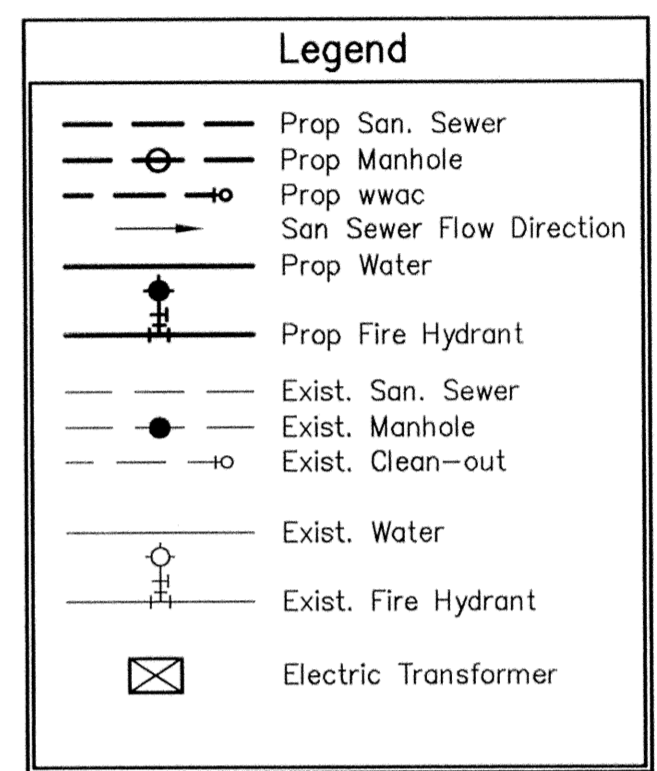 Legend
Prop San. Sewer
Prop Manhole
Prop wwac
San Sewer Flow Direction
Prop Water
Prop Fire Hydrant
Exist. San. Sewer
Exist. Manhole
Exist. Clean-out
Exist. Water
Exist. Fire Hydrant
Electric Transformer